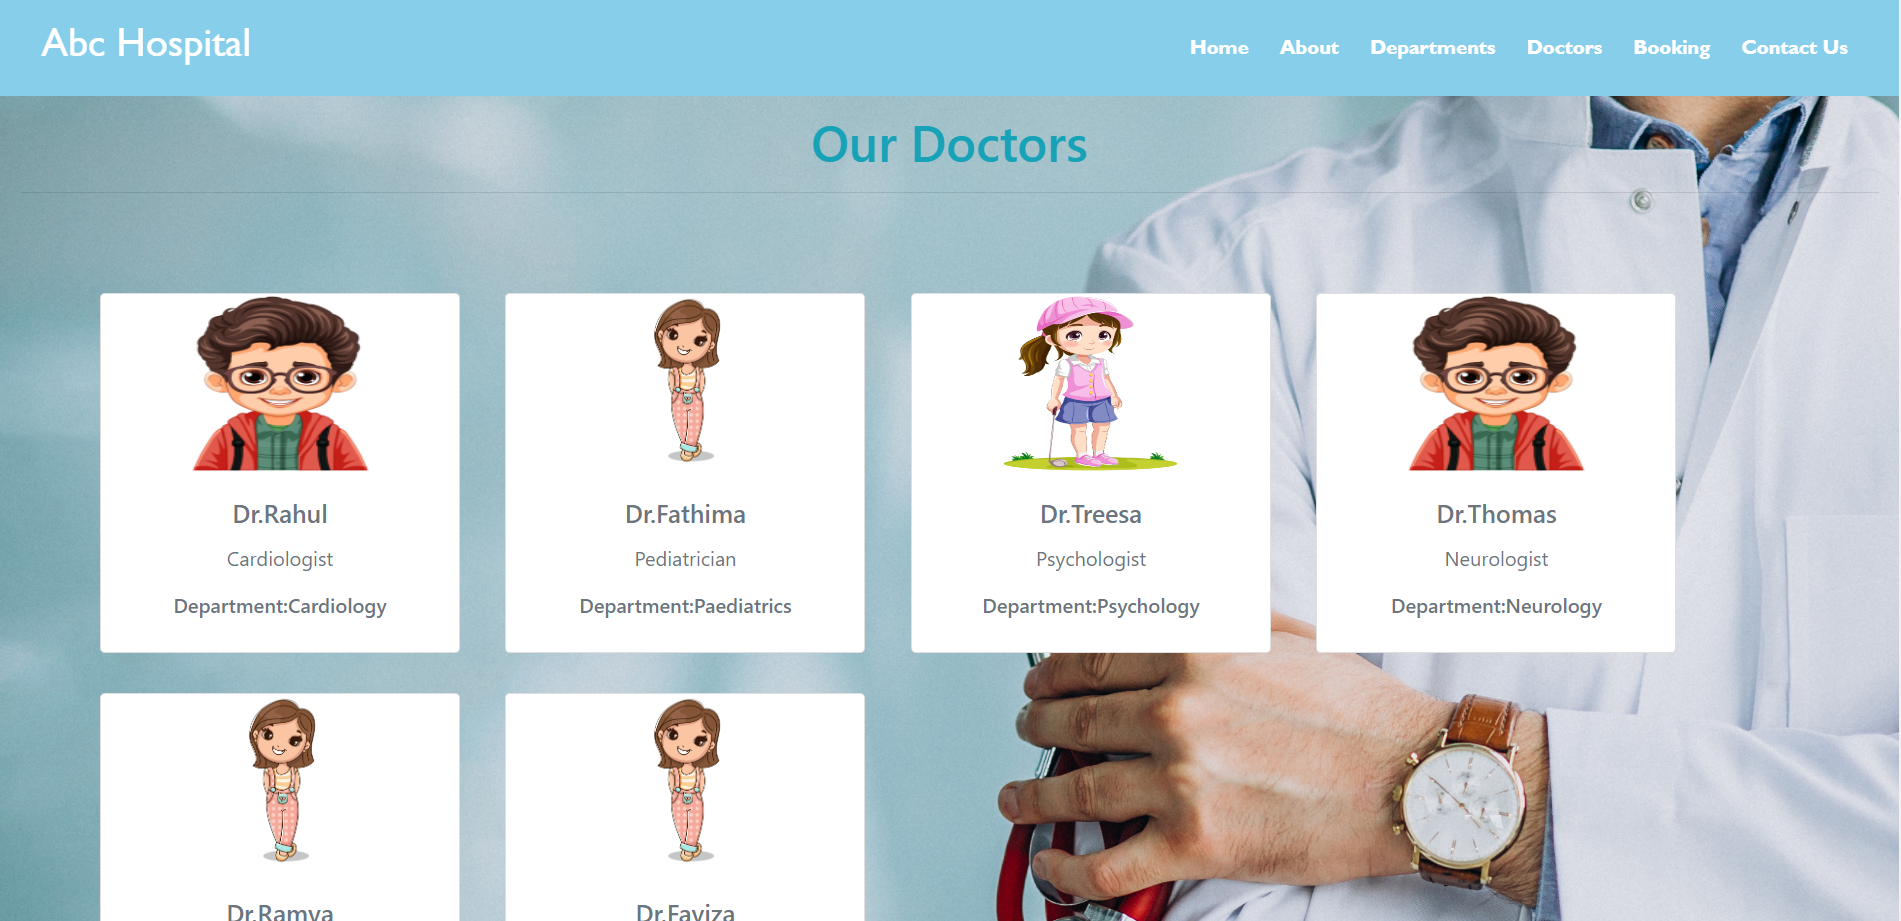 Abc Hospital
Home About Departments Doctors Booking Contact Us
Our Doctors
Dr.Rahul
Cardiologist
Department:Cardiology
Dr.Fathima
Pediatrician
Department:Paediatrics
Dr.Treesa
Psychologist
Department:Psychology
Dr.Thomas
Neurologist
Department:Neurology
Dr.Ramya
Dr.Fayiza